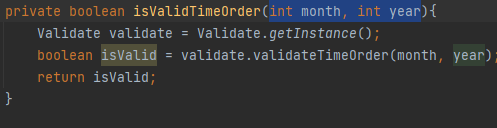 private boolean isValidTimeOrder(int month, int year){
Validate validate = Validate.getInstance();
boolean isValid = validate.validateTimeOrder(month, year);
return isValid;
}